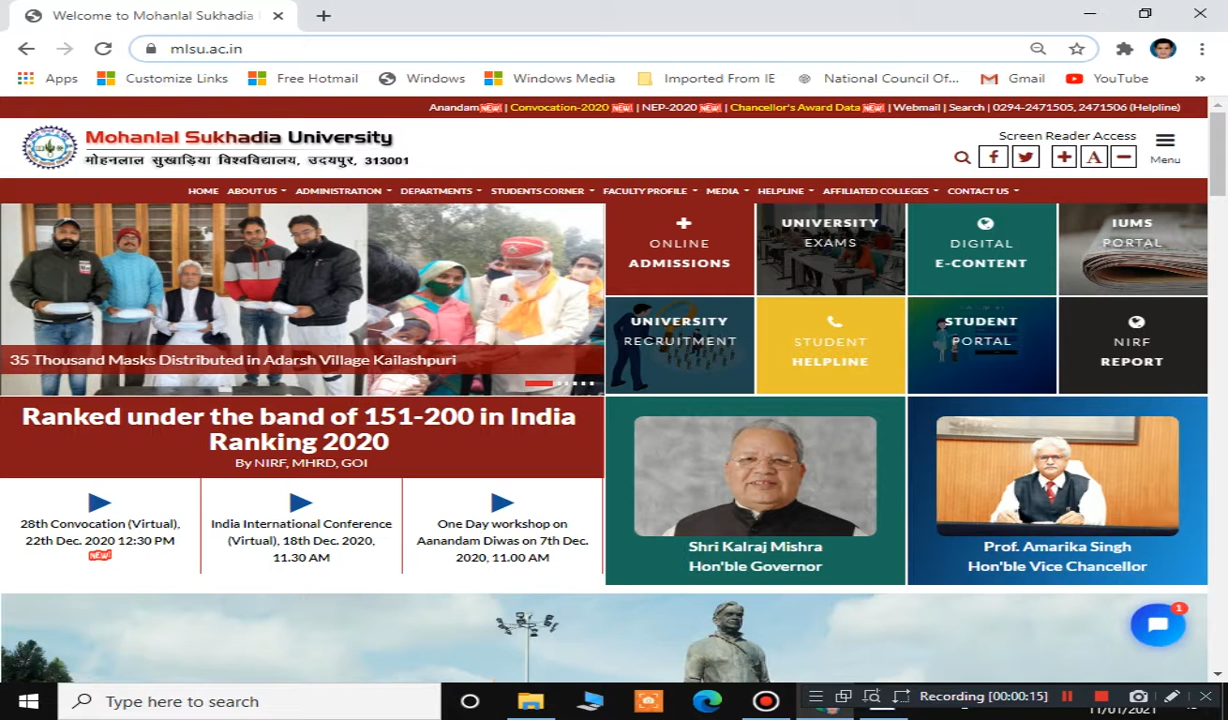 Welcome to Mohanlal Sukhadia
mlsu.ac.in
Apps Customize Links Free Hotmail Windows Windows Media Imported From IE National Council Of... Gmail YouTube »
Anandam NEW! | Convocation-2020 NEW! | NEP-2020 NEW! | Chancellor's Award Data NEW! | Webmail | Search | 0294-2471505, 2471506 (Helpline)
Mohanlal Sukhadia University
मोहनलाल सुखाड़िया विश्वविद्यालय, उदयपुर, 313001
Screen Reader Access
A
Menu
HOME ABOUT US ADMINISTRATION DEPARTMENTS STUDENTS CORNER FACULTY PROFILE MEDIA HELPLINE AFFILIATED COLLEGES CONTACT US
ONLINE
ADMISSIONS
UNIVERSITY
EXAMS
DIGITAL
E-CONTENT
IUMS
PORTAL
UNIVERSITY
RECRUITMENT
STUDENT
HELPLINE
STUDENT
PORTAL
NIRF
REPORT
35 Thousand Masks Distributed in Adarsh Village Kailashpuri
Ranked under the band of 151-200 in India
Ranking 2020
By NIRF, MHRD, GOI
28th Convocation (Virtual),
22th Dec. 2020 12:30 PM
NEW!
India International Conference
(Virtual), 18th Dec. 2020,
11.30 AM
One Day workshop on
Aanandam Diwas on 7th Dec.
2020, 11.00 AM
Shri Kalraj Mishra
Hon'ble Governor
Prof. Amarika Singh
Hon'ble Vice Chancellor
1
Type here to search
Recording [00:00:15]
11/01/2021